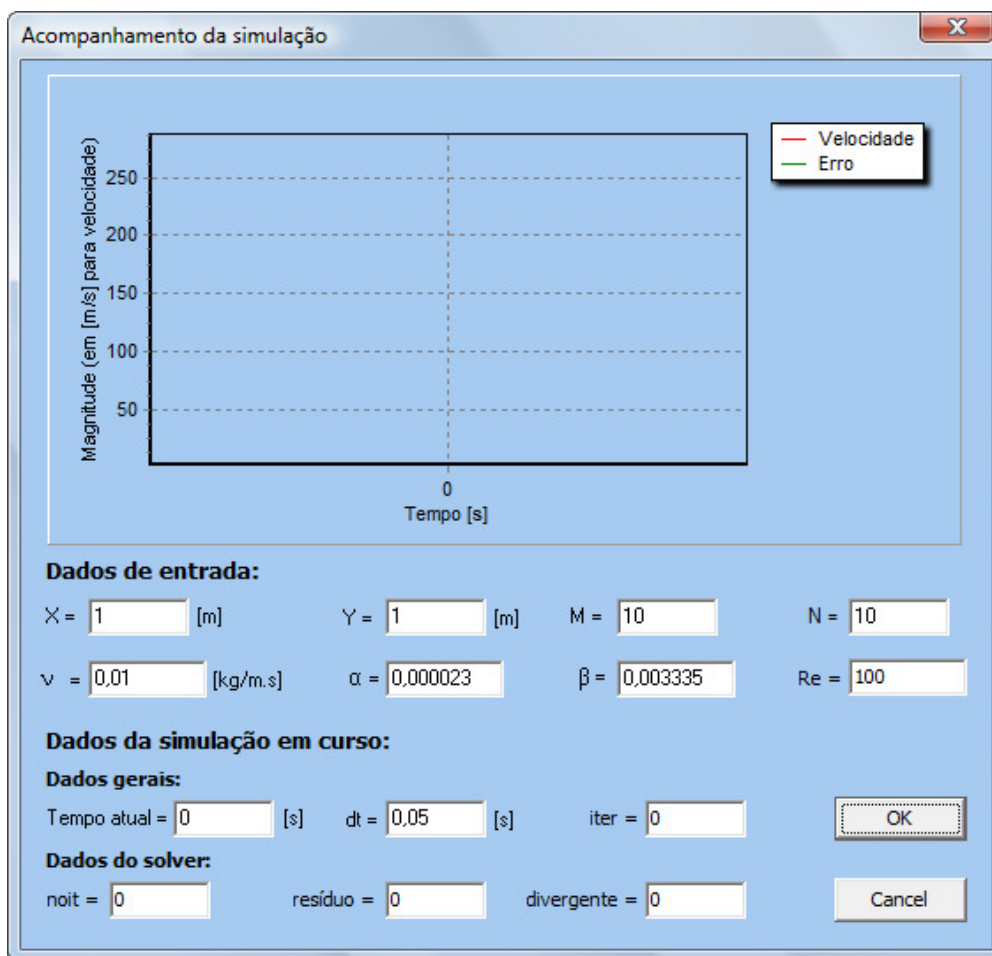 Acompanhamento da simulação
Velocidade
Erro
Magnitude (em [m/s] para velocidade)
250
200
150
100
50
0
Tempo [s]
Dados de entrada:
X = 1 [m] Y = 1 [m] M = 10 N = 10
ν = 0,01 [kg/m.s] α = 0,000023 β = 0,003335 Re = 100
Dados da simulação em curso:
Dados gerais:
Tempo atual = 0 [s] dt = 0,05 [s] iter = 0 OK
Dados do solver:
noit = 0 resíduo = 0 divergente = 0 Cancel